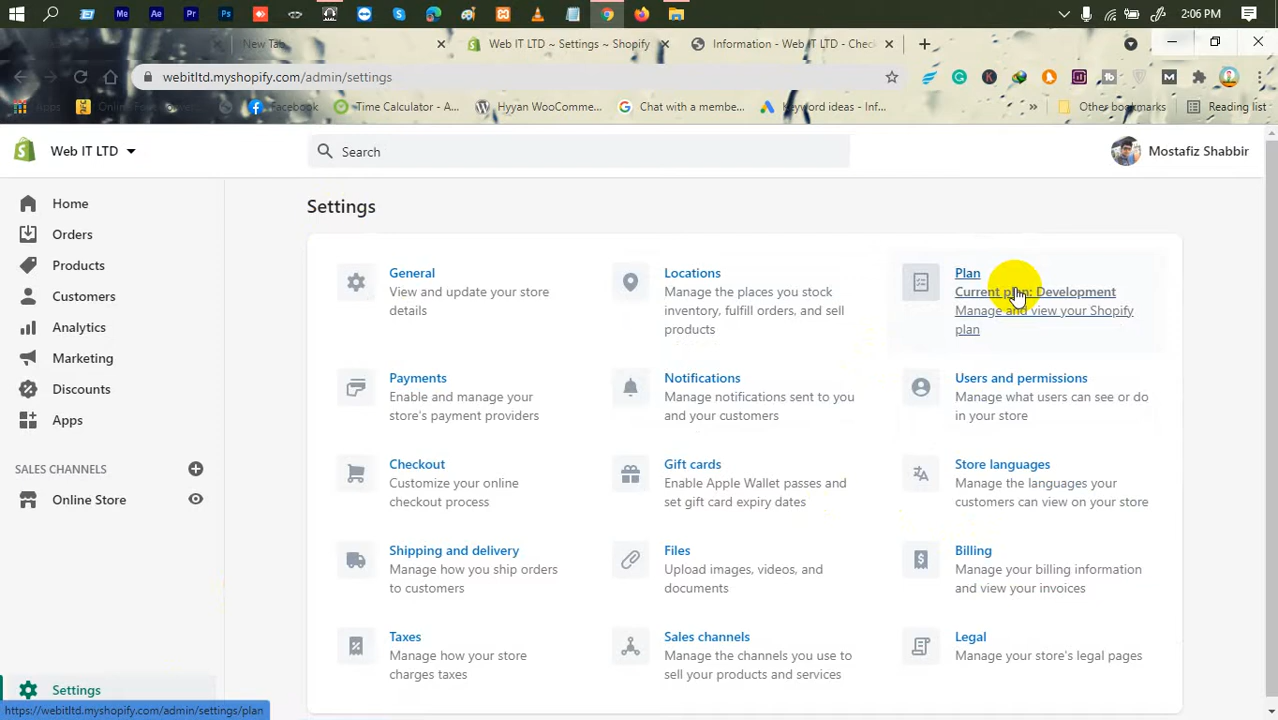 2:06 PM
New Tab
Web IT LTD ~ Settings ~ Shopify
Information - Web IT LTD - Chec
webitltd.myshopify.com/admin/settings
Apps
Facebook
Time Calculator - A...
Hyyan WooComme...
Chat with a membe...
Keyword ideas - Inf...
Other bookmarks
Reading list
Web IT LTD
Search
Mostafiz Shabbir
Home
Orders
Products
Customers
Analytics
Marketing
Discounts
Apps
SALES CHANNELS
Online Store
Settings
Settings
General
View and update your store
details
Locations
Manage the places you stock
inventory, fulfill orders, and sell
products
Plan
Current plan: Development
Manage and view your Shopify
plan
Payments
Enable and manage your
store's payment providers
Notifications
Manage notifications sent to you
and your customers
Users and permissions
Manage what users can see or do
in your store
Checkout
Customize your online
checkout process
Gift cards
Enable Apple Wallet passes and
set gift card expiry dates
Store languages
Manage the languages your
customers can view on your store
Shipping and delivery
Manage how you ship orders
to customers
Files
Upload images, videos, and
documents
Billing
Manage your billing information
and view your invoices
Taxes
Manage how your store
charges taxes
Sales channels
Manage the channels you use to
sell your products and services
Legal
Manage your store's legal pages
https://webitltd.myshopify.com/admin/settings/plan